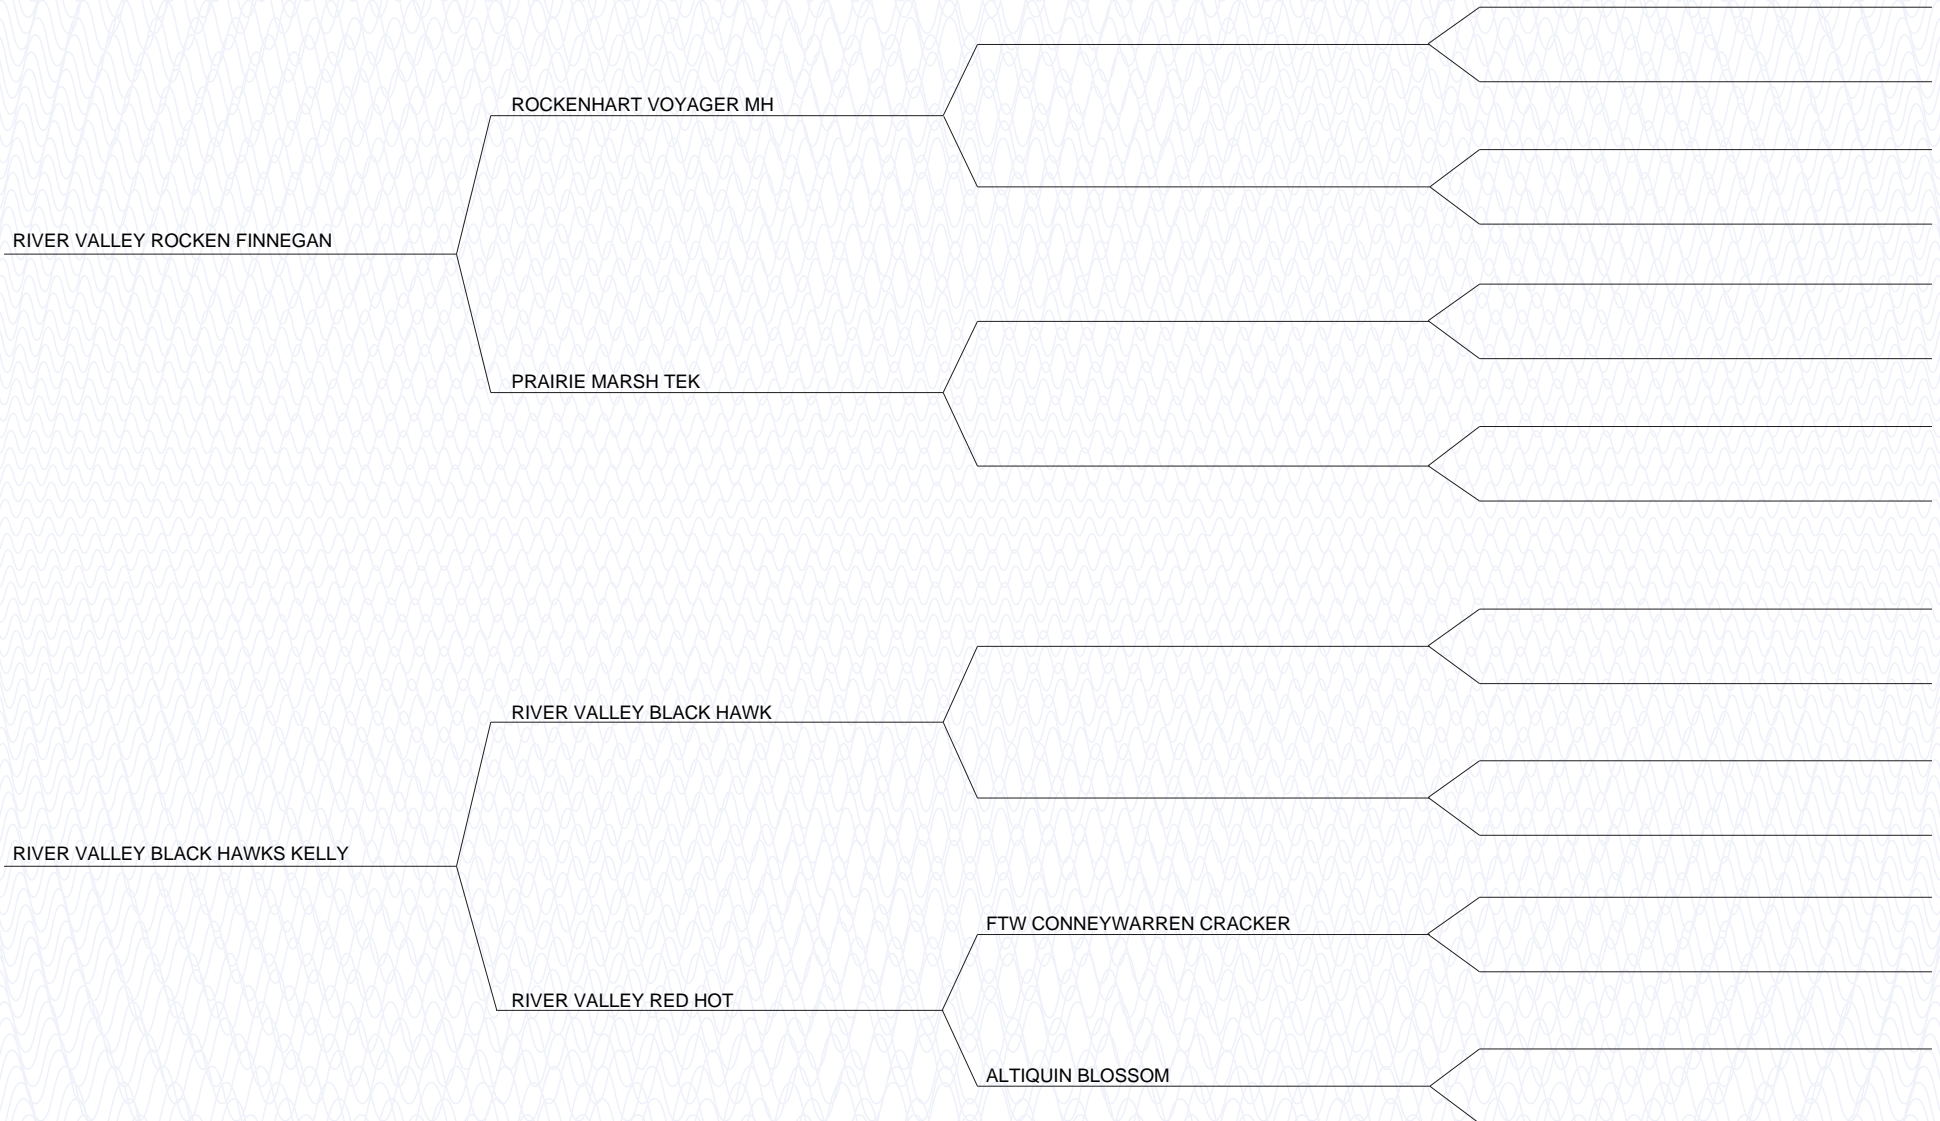 ROCKENHART VOYAGER MH
RIVER VALLEY ROCKEN FINNEGAN
PRAIRIE MARSH TEK
RIVER VALLEY BLACK HAWK
RIVER VALLEY BLACK HAWKS KELLY
FTW CONNEYWARREN CRACKER
RIVER VALLEY RED HOT
ALTIQUIN BLOSSOM